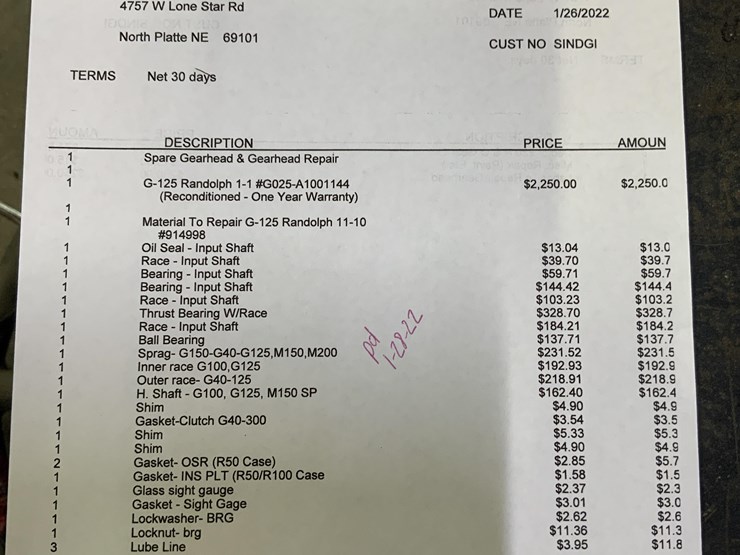 4757 W Lone Star Rd
DATE 1/26/2022
North Platte NE 69101
CUST NO SINDGI
TERMS Net 30 days
DESCRIPTION PRICE AMOUN
1 Spare Gearhead & Gearhead Repair
1
1 G-125 Randolph 1-1 #G025-A1001144 $2,250.00 $2,250.0
(Reconditioned - One Year Warranty)
1
1 Material To Repair G-125 Randolph 11-10
#914998
1 Oil Seal - Input Shaft $13.04 $13.0
1 Race - Input Shaft $39.70 $39.7
1 Bearing - Input Shaft $59.71 $59.7
1 Bearing - Input Shaft $144.42 $144.4
1 Race - Input Shaft $103.23 $103.2
1 Thrust Bearing W/Race $328.70 $328.7
1 Race - Input Shaft $184.21 $184.2
1 Ball Bearing $137.71 $137.7
1 Sprag- G150-G40-G125,M150,M200 $231.52 $231.5
1 Inner race G100,G125 $192.93 $192.9
1 Outer race- G40-125 $218.91 $218.9
1 H. Shaft - G100, G125, M150 SP $162.40 $162.4
1 Shim $4.90 $4.9
1 Gasket-Clutch G40-300 $3.54 $3.5
1 Shim $5.33 $5.3
1 Shim $4.90 $4.9
2 Gasket- OSR (R50 Case) $2.85 $5.7
1 Gasket- INS PLT (R50/R100 Case $1.58 $1.5
1 Glass sight gauge $2.37 $2.3
1 Gasket - Sight Gage $3.01 $3.0
1 Lockwasher- BRG $2.62 $2.6
1 Locknut- brg $11.36 $11.3
3 Lube Line $3.95 $11.8
pd
1-28-22